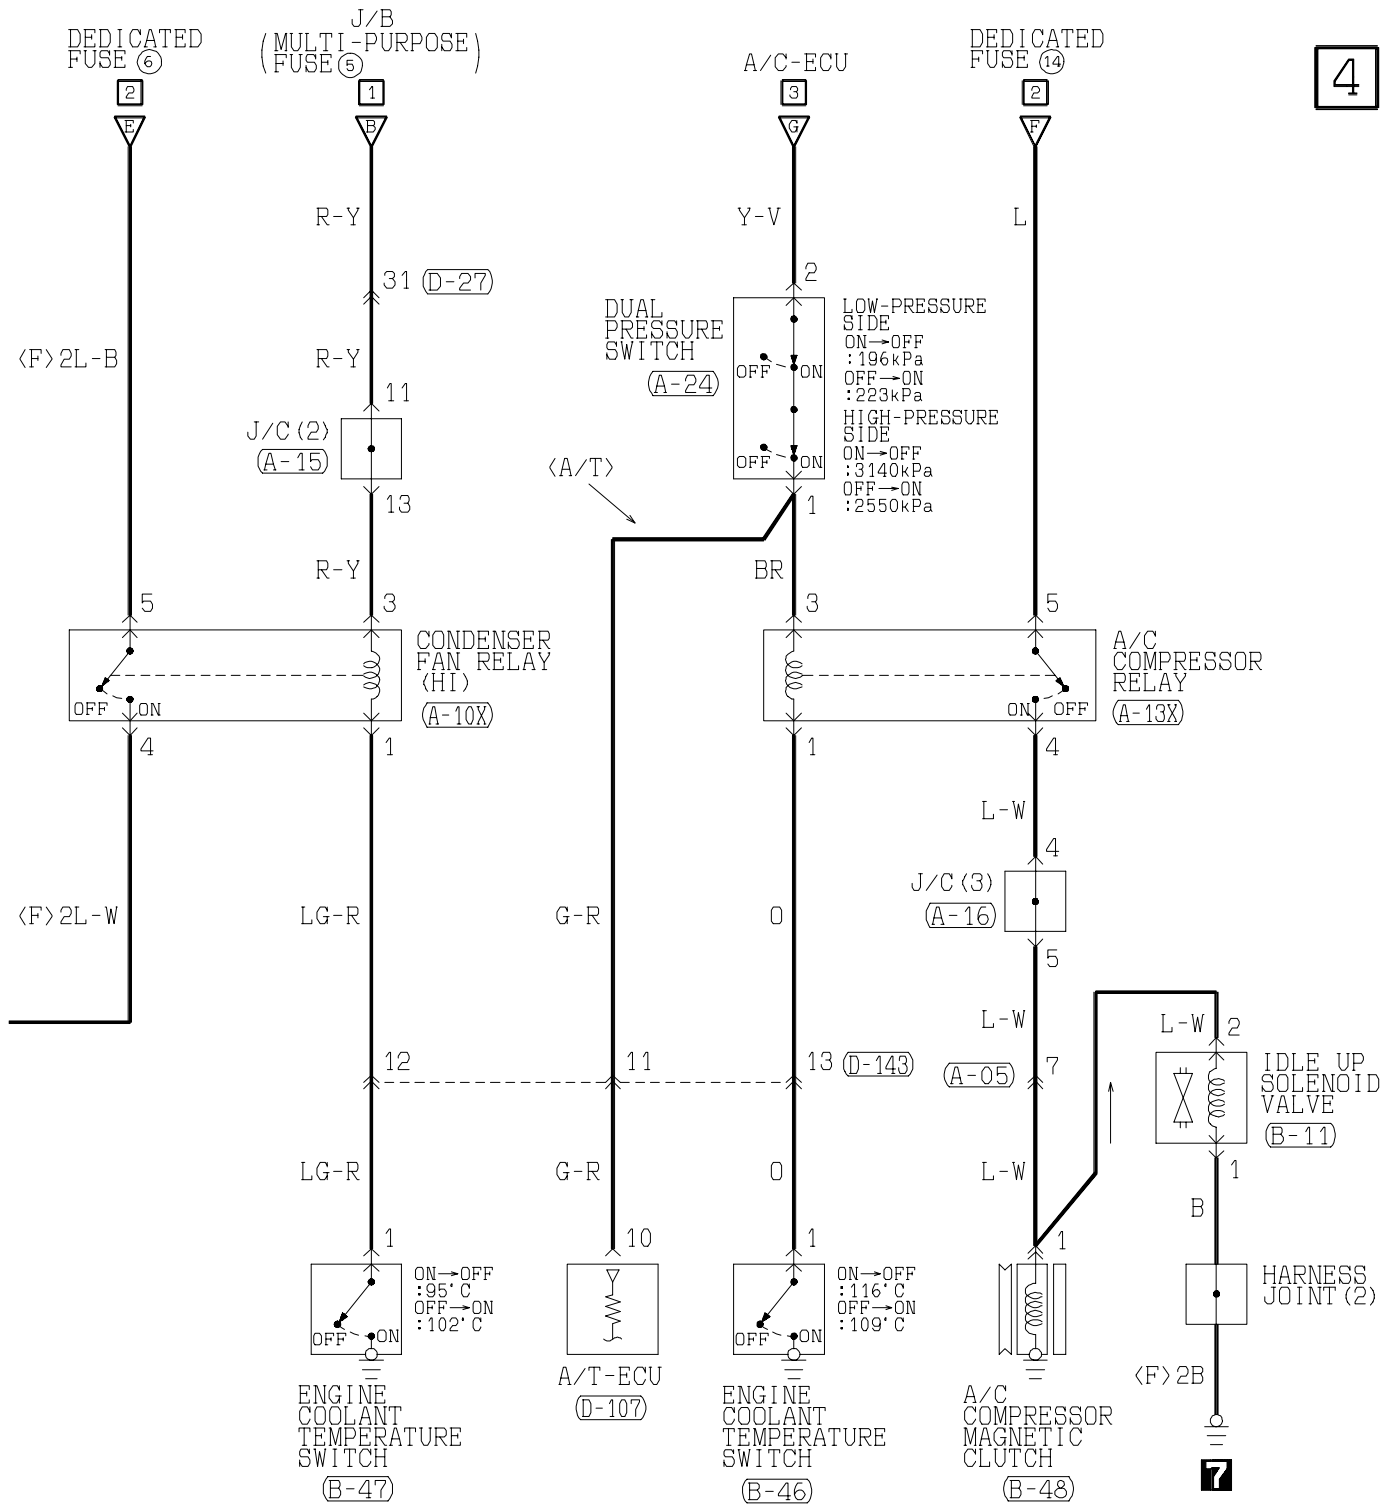 DEDICATED
FUSE ⑥
2
E
J/B
(MULTI-PURPOSE)
FUSE ⑤
1
B
A/C-ECU
3
G
DEDICATED
FUSE ⑭
2
F
4
R-Y
Y-V
L
31 (D-27)
2
DUAL
PRESSURE
SWITCH
(A-24)
OFF ON
OFF ON
LOW-PRESSURE
SIDE
ON→OFF
:196kPa
OFF→ON
:223kPa
HIGH-PRESSURE
SIDE
ON→OFF
:3140kPa
OFF→ON
:2550kPa
<F>2L-B
R-Y
11
J/C(2)
(A-15)
13
<A/T>
1
R-Y
BR
5
3
3
5
OFF ON
CONDENSER
FAN RELAY
(HI)
(A-10X)
ON OFF
A/C
COMPRESSOR
RELAY
(A-13X)
4
1
1
4
L-W
4
J/C(3)
(A-16)
5
<F>2L-W
LG-R
G-R
O
L-W
L-W
2
12
11
13 (D-143)
(A-05)
7
IDLE UP
SOLENOID
VALVE
(B-11)
1
LG-R
G-R
O
L-W
B
1
10
1
1
OFF ON
ON→OFF
:95°C
OFF→ON
:102°C
OFF ON
ON→OFF
:116°C
OFF→ON
:109°C
HARNESS
JOINT(2)
<F>2B
7
ENGINE
COOLANT
TEMPERATURE
SWITCH
(B-47)
A/T-ECU
(D-107)
ENGINE
COOLANT
TEMPERATURE
SWITCH
(B-46)
A/C
COMPRESSOR
MAGNETIC
CLUTCH
(B-48)